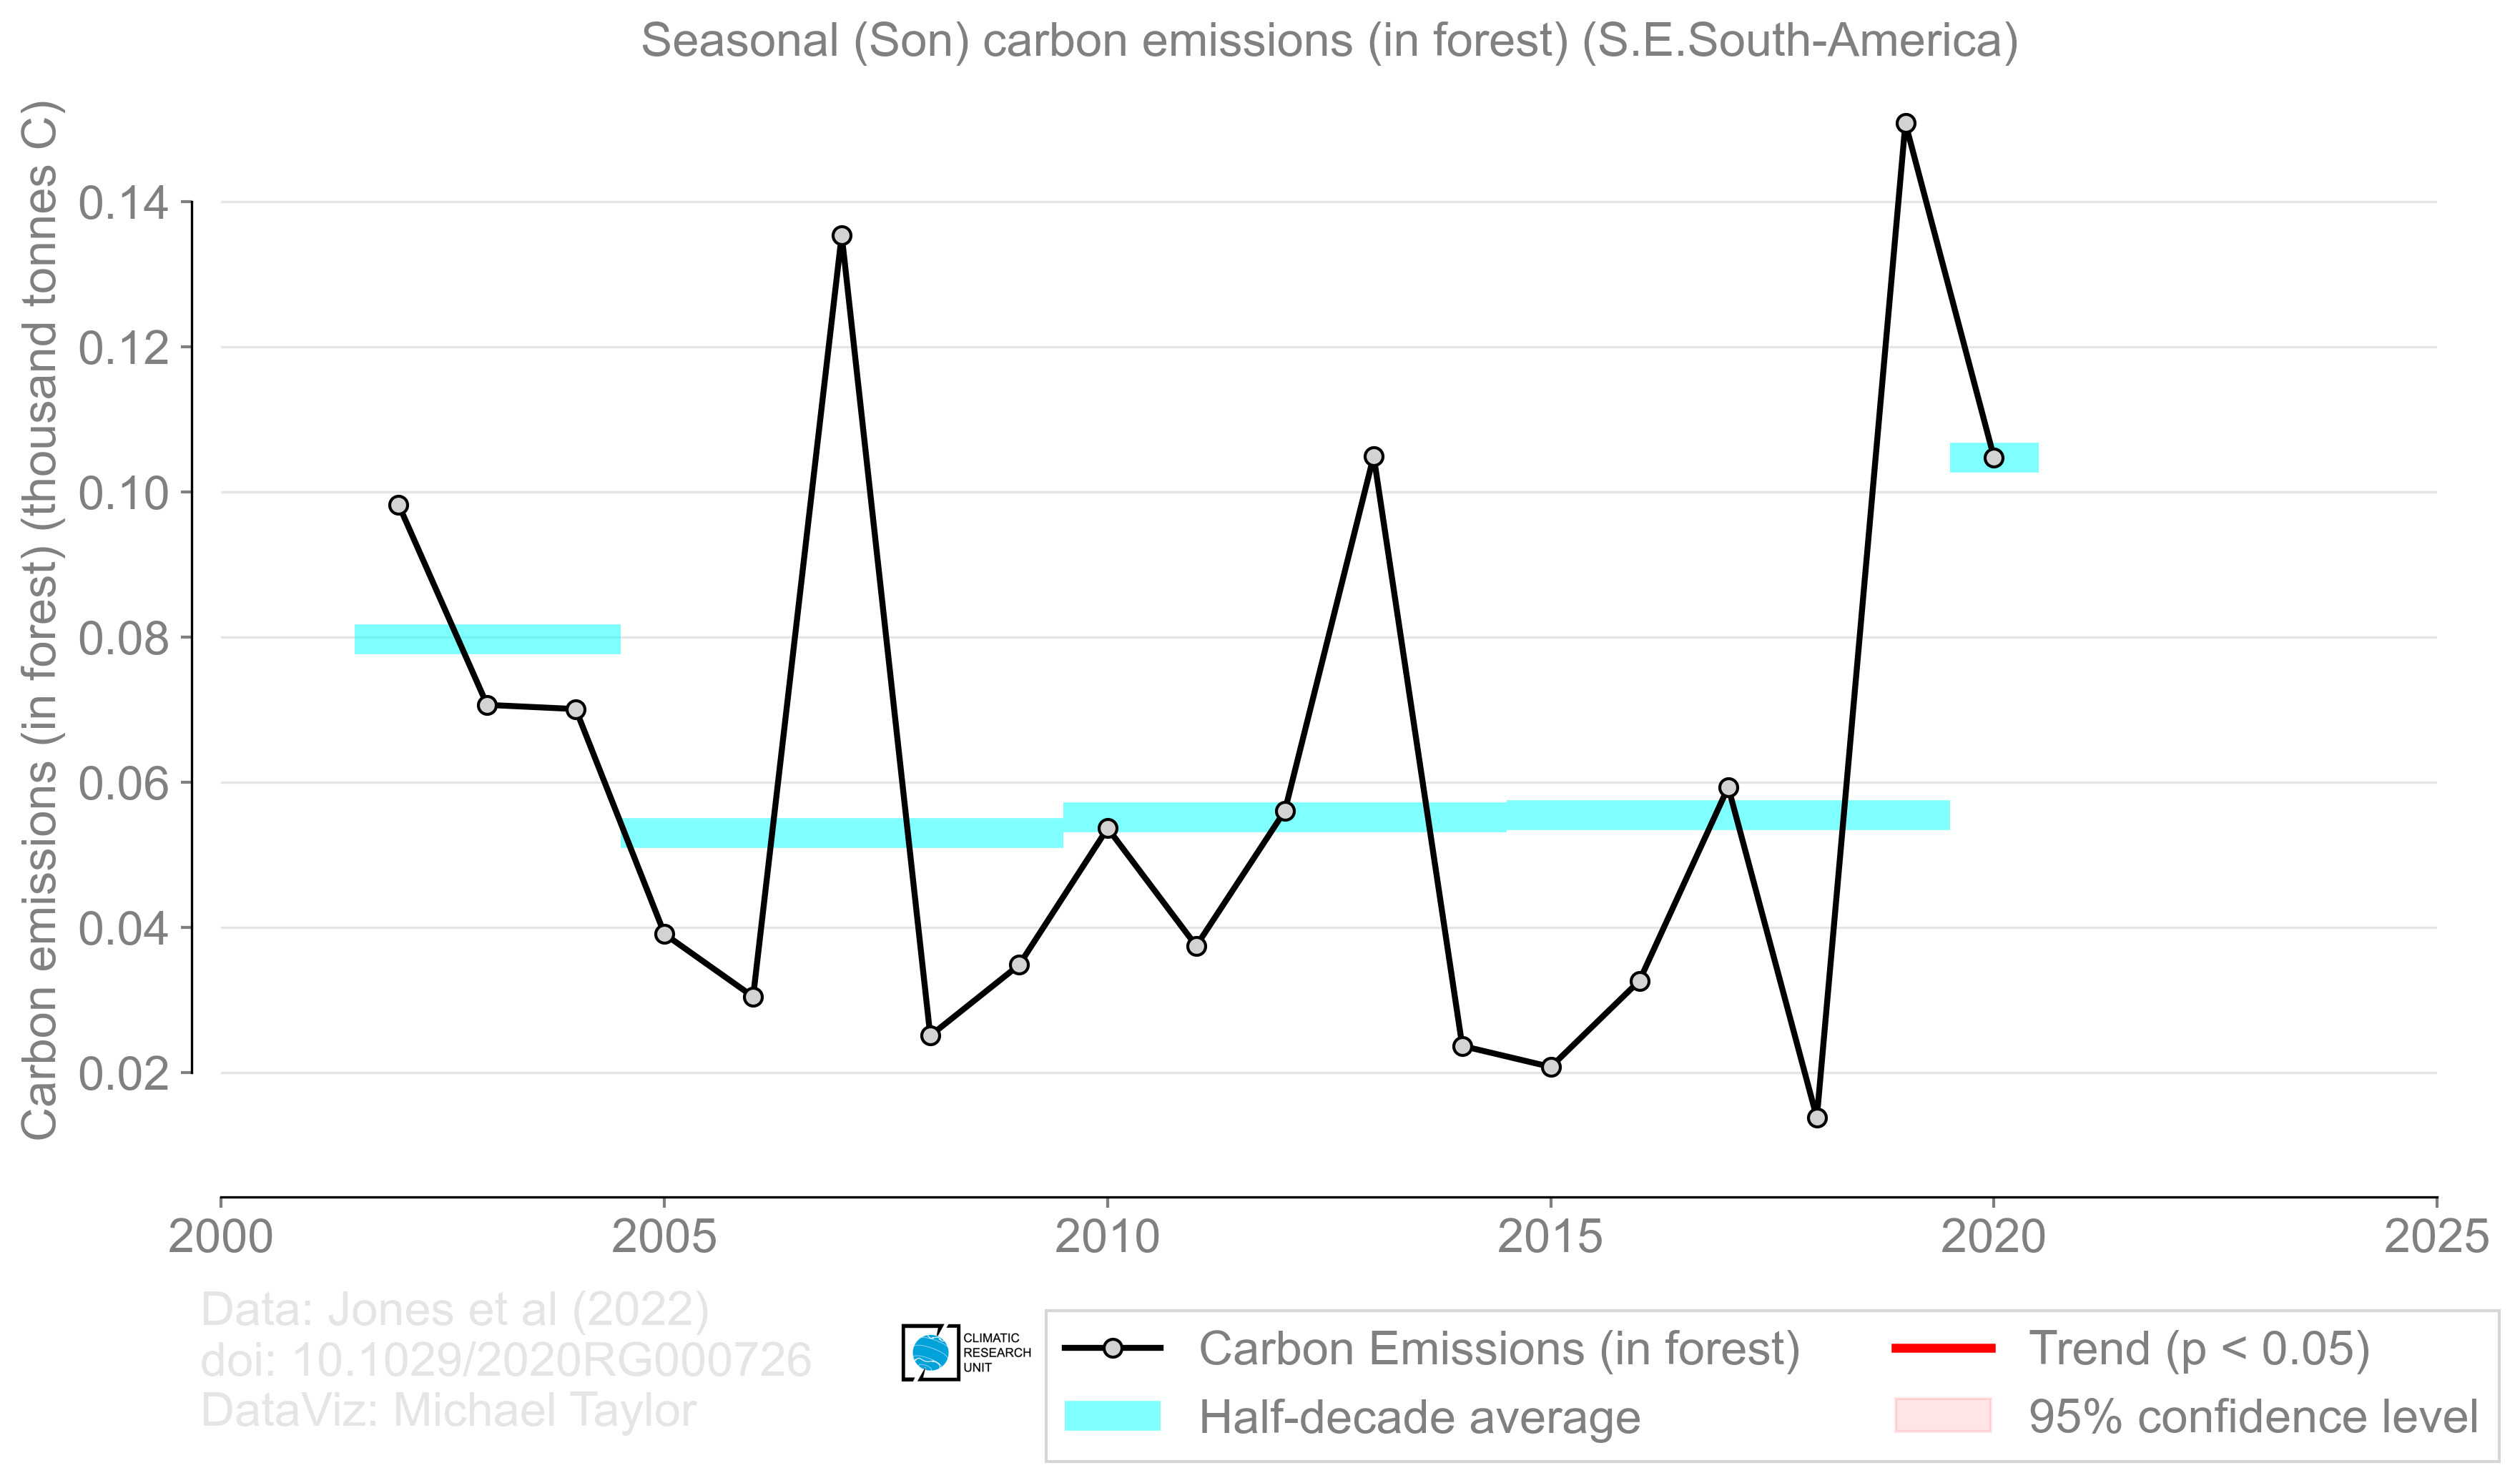 Seasonal (Son) carbon emissions (in forest) (S.E.South-America)
Carbon emissions (in forest) (thousand tonnes C)
0.14
0.12
0.10
0.08
0.06
0.04
0.02
2000 2005 2010 2015 2020 2025
Data: Jones et al (2022)
doi: 10.1029/2020RG000726
DataViz: Michael Taylor
CLIMATIC
RESEARCH
UNIT
Carbon Emissions (in forest)
Half-decade average
Trend (p < 0.05)
95% confidence level